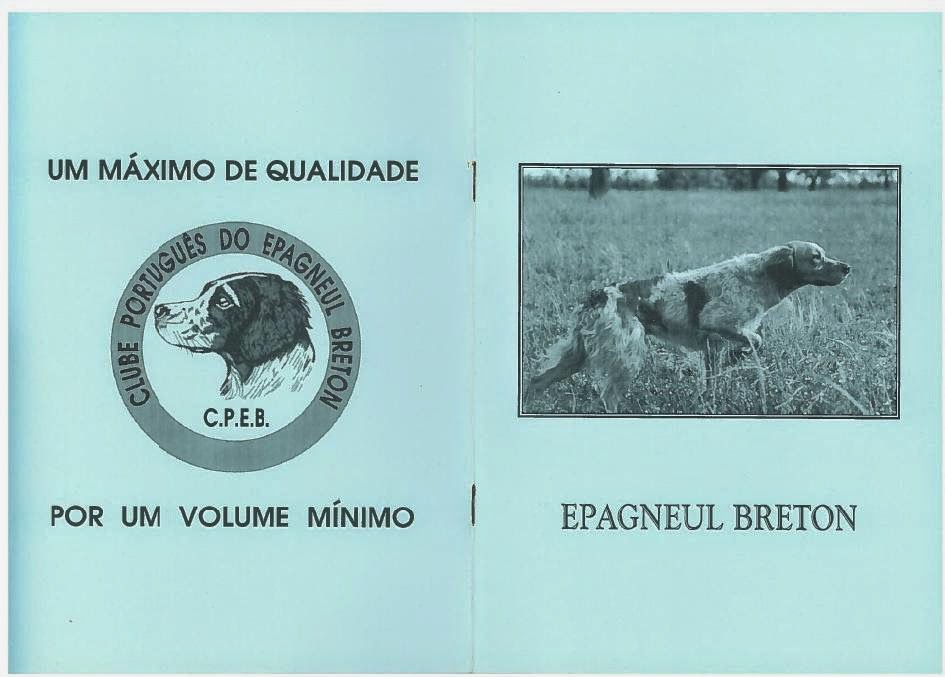 UM MÁXIMO DE QUALIDADE
CLUBE PORTUGUÊS DO EPAGNEUL BRETON
C.P.E.B.
POR UM VOLUME MÍNIMO
EPAGNEUL BRETON